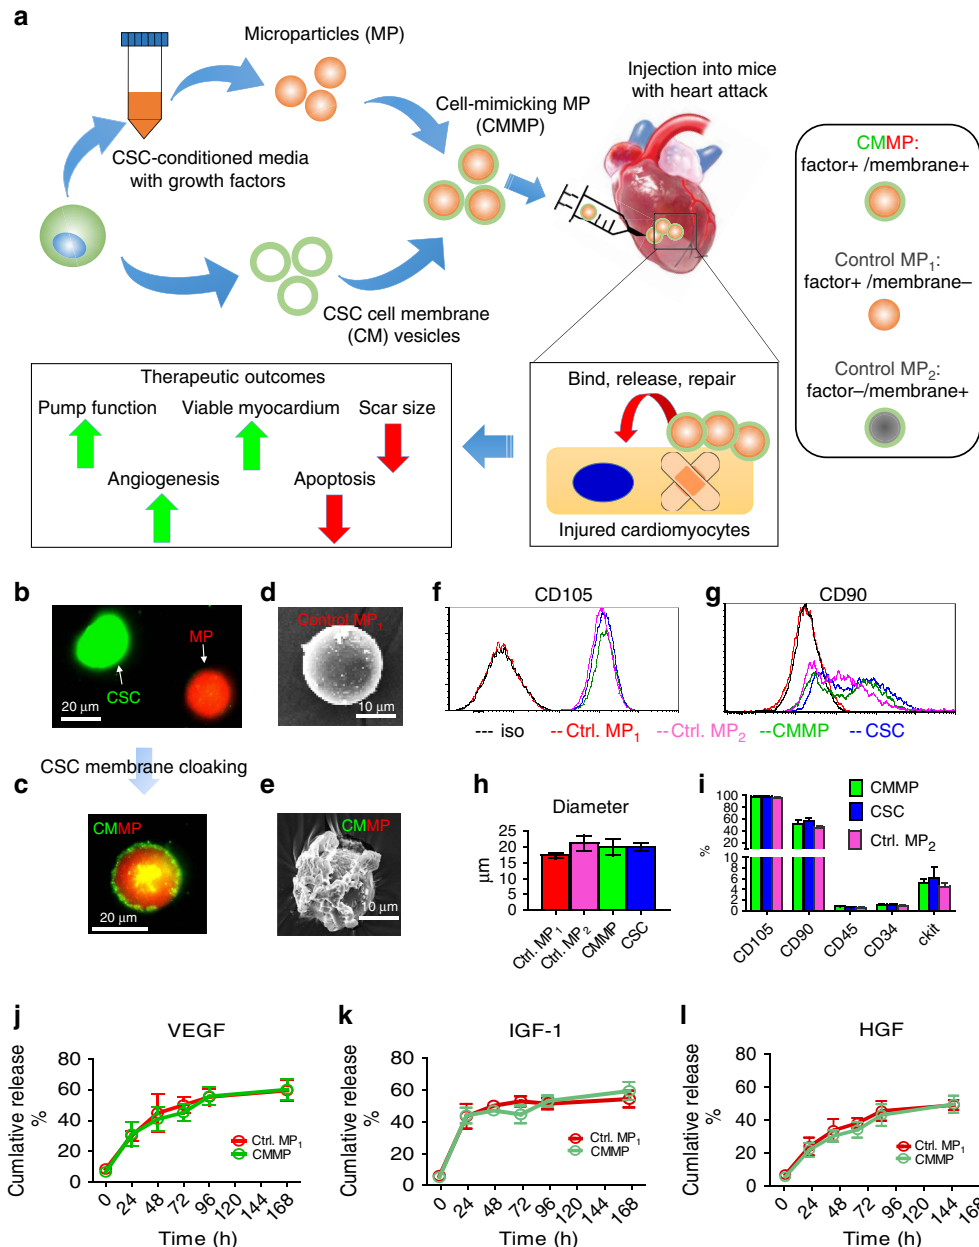 a
Microparticles (MP)
CSC-conditioned media
with growth factors
Cell-mimicking MP
(CMMP)
CSC cell membrane
(CM) vesicles
Injection into mice
with heart attack
CMMP:
factor+ /membrane+
Control MP1:
factor+ /membrane–
Control MP2:
factor–/membrane+
Therapeutic outcomes
Pump function
Viable myocardium
Scar size
Angiogenesis
Apoptosis
Bind, release, repair
Injured cardiomyocytes
b
MP
CSC
20 μm
CSC membrane cloaking
c
CMMP
20 μm
d
Control MP1
10 μm
e
CMMP
10 μm
f
CD105
g
CD90
--- iso
--Ctrl. MP1
--Ctrl. MP2
--CMMP
--CSC
h
Diameter
μm
25
20
15
10
5
0
Ctrl. MP1
Ctrl. MP2
CMMP
CSC
i
%
100
80
60
40
20
10
8
6
4
2
0
CMMP
CSC
Ctrl. MP2
CD105
CD90
CD45
CD34
ckit
j
VEGF
Cumulative release
%
80
60
40
20
0
Ctrl. MP1
CMMP
0 24 48 72 96 120 144 168
Time (h)
k
IGF-1
Cumulative release
%
80
60
40
20
0
Ctrl. MP1
CMMP
0 24 48 72 96 120 168
Time (h)
l
HGF
Cumulative release
%
80
60
40
20
0
Ctrl. MP1
CMMP
0 24 48 72 96 120 144 168
Time (h)